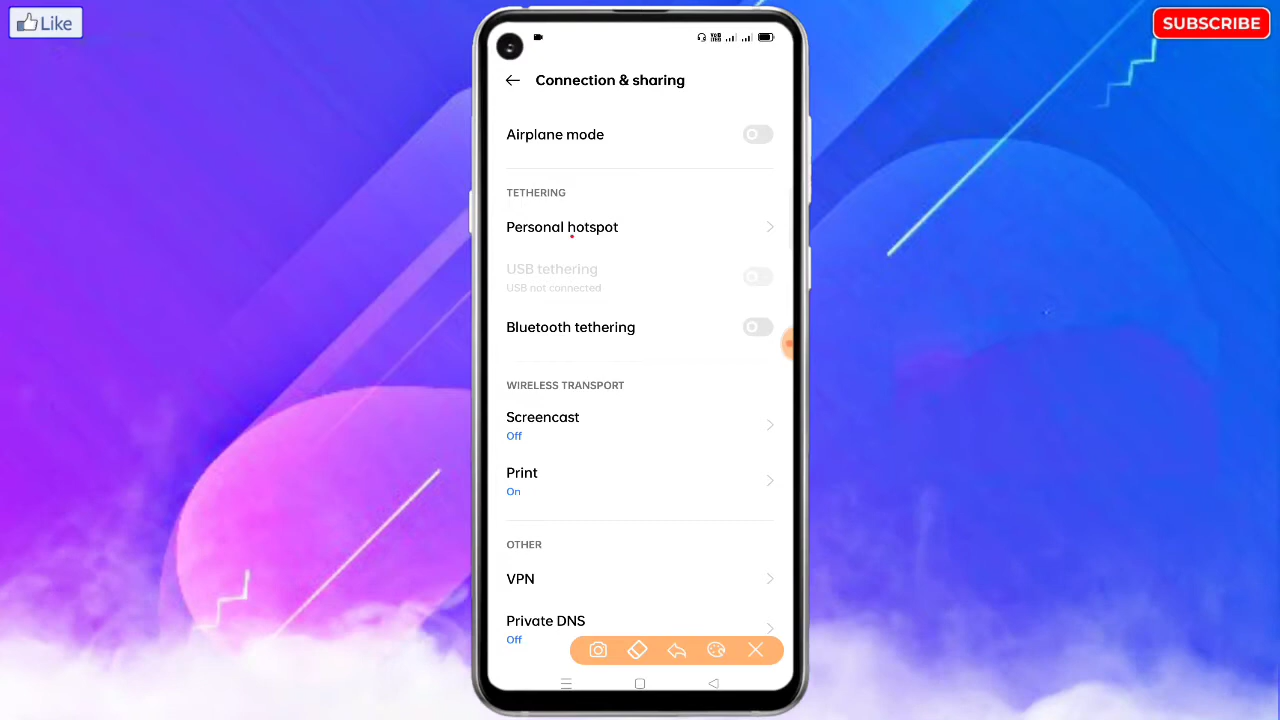 Like
SUBSCRIBE
Connection & sharing
Airplane mode
TETHERING
Personal hotspot
USB tethering
USB not connected
Bluetooth tethering
WIRELESS TRANSPORT
Screencast
Off
Print
On
OTHER
VPN
Private DNS
Off